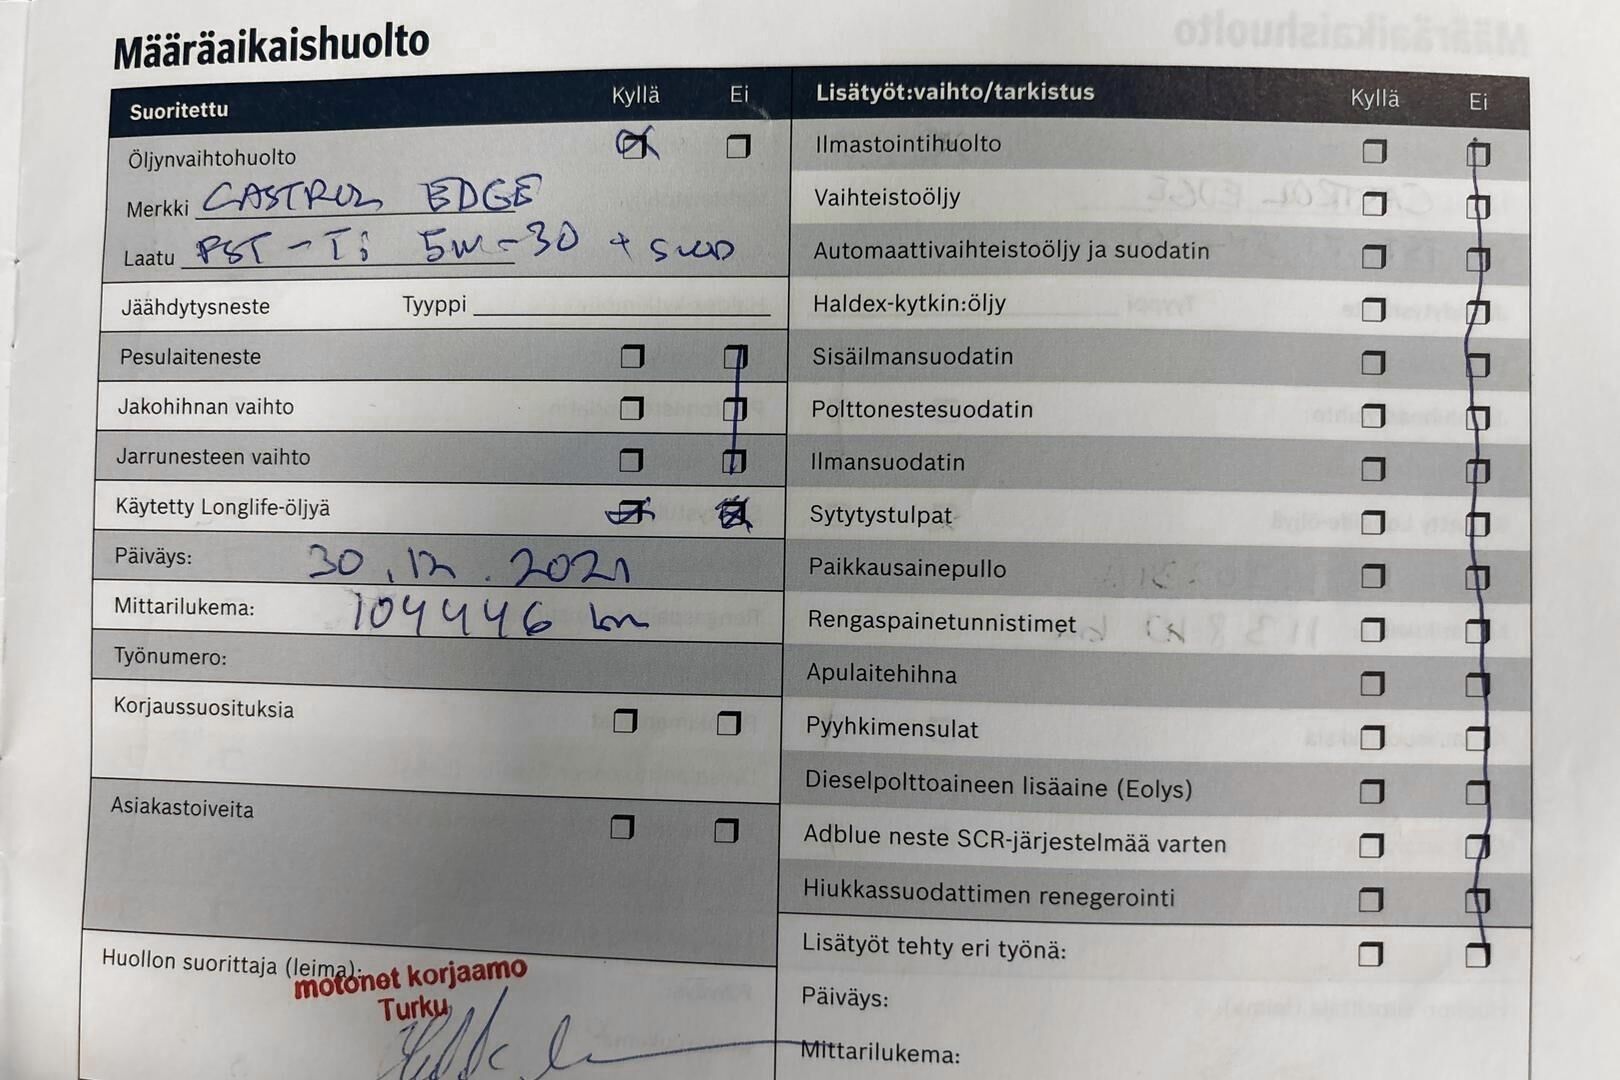 Määräaikaishuolto
Suoritettu Kyllä Ei
Öljynvaihtohuolto
Merkki CASTROL EDGE
Laatu FST - Ti 5W-30 + suod
Jäähdytysneste Tyyppi
Pesulaiteneste
Jakohihnan vaihto
Jarrunesteen vaihto
Käytetty Longlife-öljyä
Päiväys: 30.12.2021
Mittarilukema: 104446 km
Työnumero:
Korjaussuosituksia
Asiakastoiveita
Huollon suorittaja (leima):
motonet korjaamo
Turku
Lisätyöt:vaihto/tarkistus Kyllä Ei
Ilmastointihuolto
Vaihteistoöljy
Automaattivaihteistoöljy ja suodatin
Haldex-kytkin:öljy
Sisäilmansuodatin
Polttonestesuodatin
Ilmansuodatin
Sytytystulpat
Paikkausainepullo
Rengaspainetunnistimet
Apulaitehihna
Pyyhkimensulat
Dieselpolttoaineen lisäaine (Eolys)
Adblue neste SCR-järjestelmää varten
Hiukkassuodattimen renegerointi
Lisätyöt tehty eri työnä:
Päiväys:
Mittarilukema: